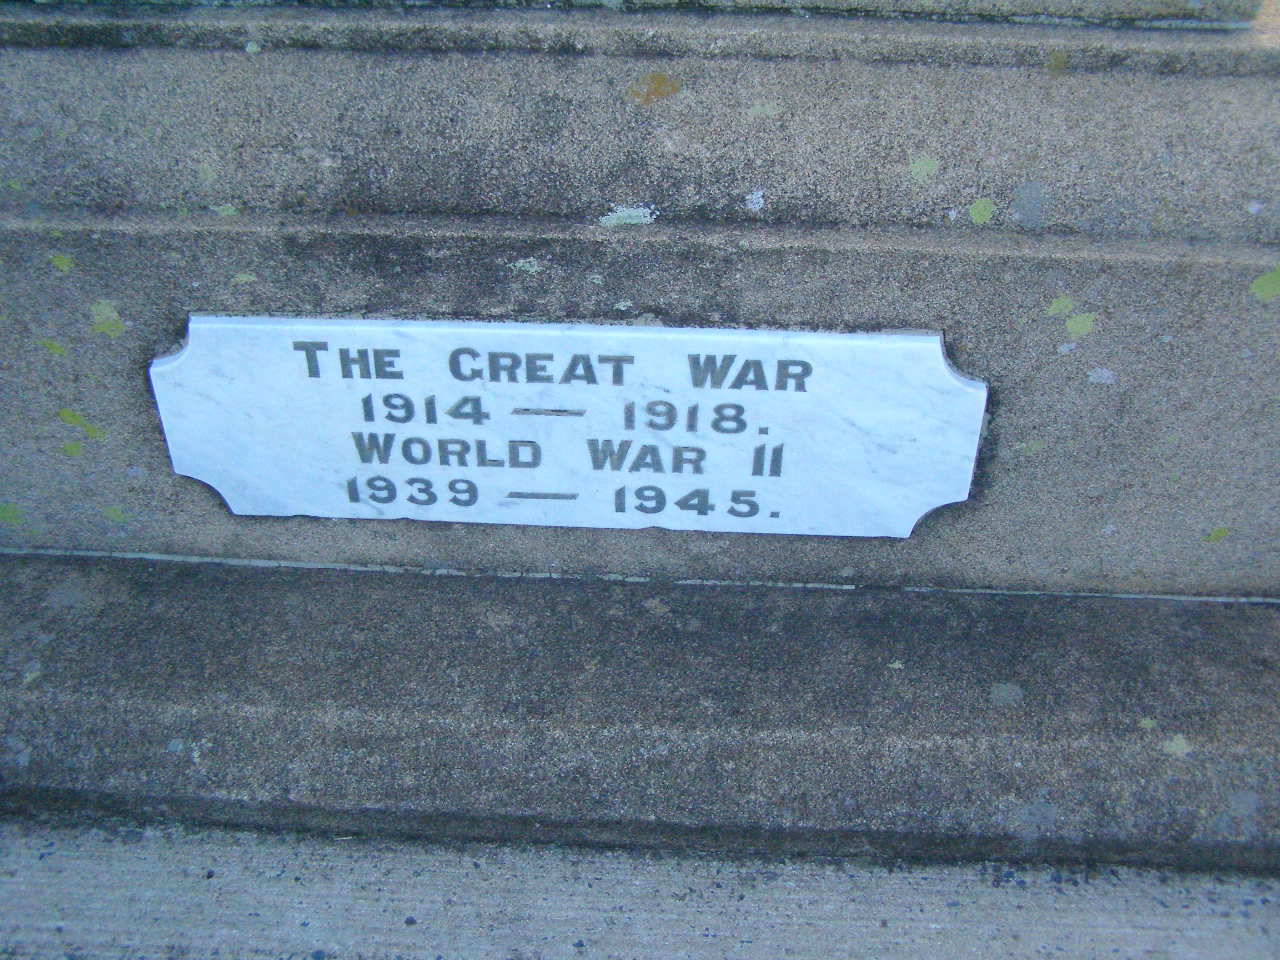 THE GREAT WAR
1914 — 1918.
WORLD WAR II
1939 — 1945.